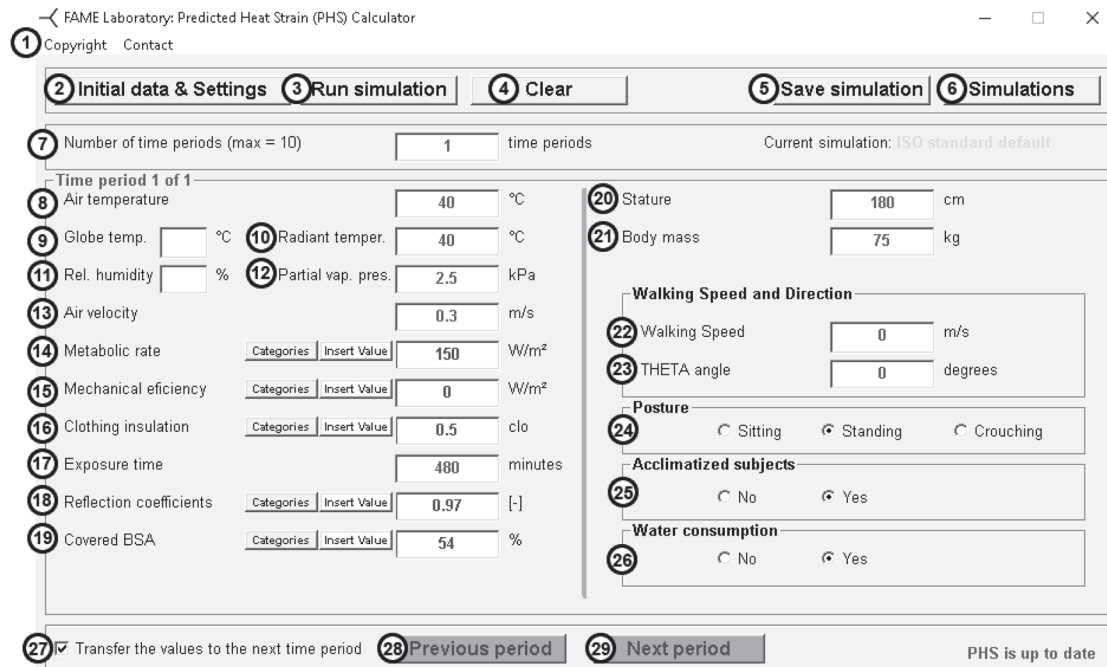 FAME Laboratory: Predicted Heat Strain (PHS) Calculator
1 Copyright Contact
2 Initial data & Settings 3 Run simulation 4 Clear 5 Save simulation 6 Simulations
7 Number of time periods (max = 10) 1 time periods Current simulation: ISO standard default
Time period 1 of 1
8 Air temperature 40 °C
9 Globe temp. °C 10 Radiant temper. 40 °C
11 Rel. humidity % 12 Partial vap. pres. 2.5 kPa
13 Air velocity 0.3 m/s
14 Metabolic rate Categories Insert Value 150 W/m²
15 Mechanical eficiency Categories Insert Value 0 W/m²
16 Clothing insulation Categories Insert Value 0.5 clo
17 Exposure time 480 minutes
18 Reflection coefficients Categories Insert Value 0.97 [-]
19 Covered BSA Categories Insert Value 54 %
20 Stature 180 cm
21 Body mass 75 kg
Walking Speed and Direction
22 Walking Speed 0 m/s
23 THETA angle 0 degrees
Posture
24 Sitting Standing Crouching
Acclimatized subjects
25 No Yes
Water consumption
26 No Yes
27 Transfer the values to the next time period 28 Previous period 29 Next period PHS is up to date